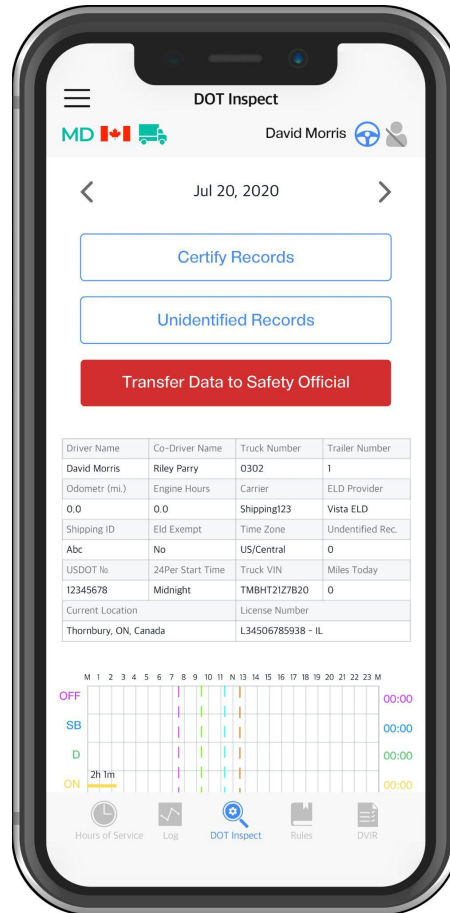 DOT Inspect
MD David Morris
Jul 20, 2020
Certify Records
Unidentified Records
Transfer Data to Safety Official
Driver Name Co-Driver Name Truck Number Trailer Number
David Morris Riley Parry 0302 1
Odometr (mi.) Engine Hours Carrier ELD Provider
0.0 0.0 Shipping123 Vista ELD
Shipping ID Eld Exempt Time Zone Undentified Rec.
Abc No US/Central 0
USDOT № 24Per Start Time Truck VIN Miles Today
12345678 Midnight TMBHT21Z7B20 0
Current Location License Number
Thornbury, ON, Canada L34506785938 - IL
M 1 2 3 4 5 6 7 8 9 10 11 N 13 14 15 16 17 18 19 20 21 22 23 M
OFF 00:00
SB 00:00
D 00:00
2h 1m
ON 00:00
Hours of Service Log DOT Inspect Rules DVIR